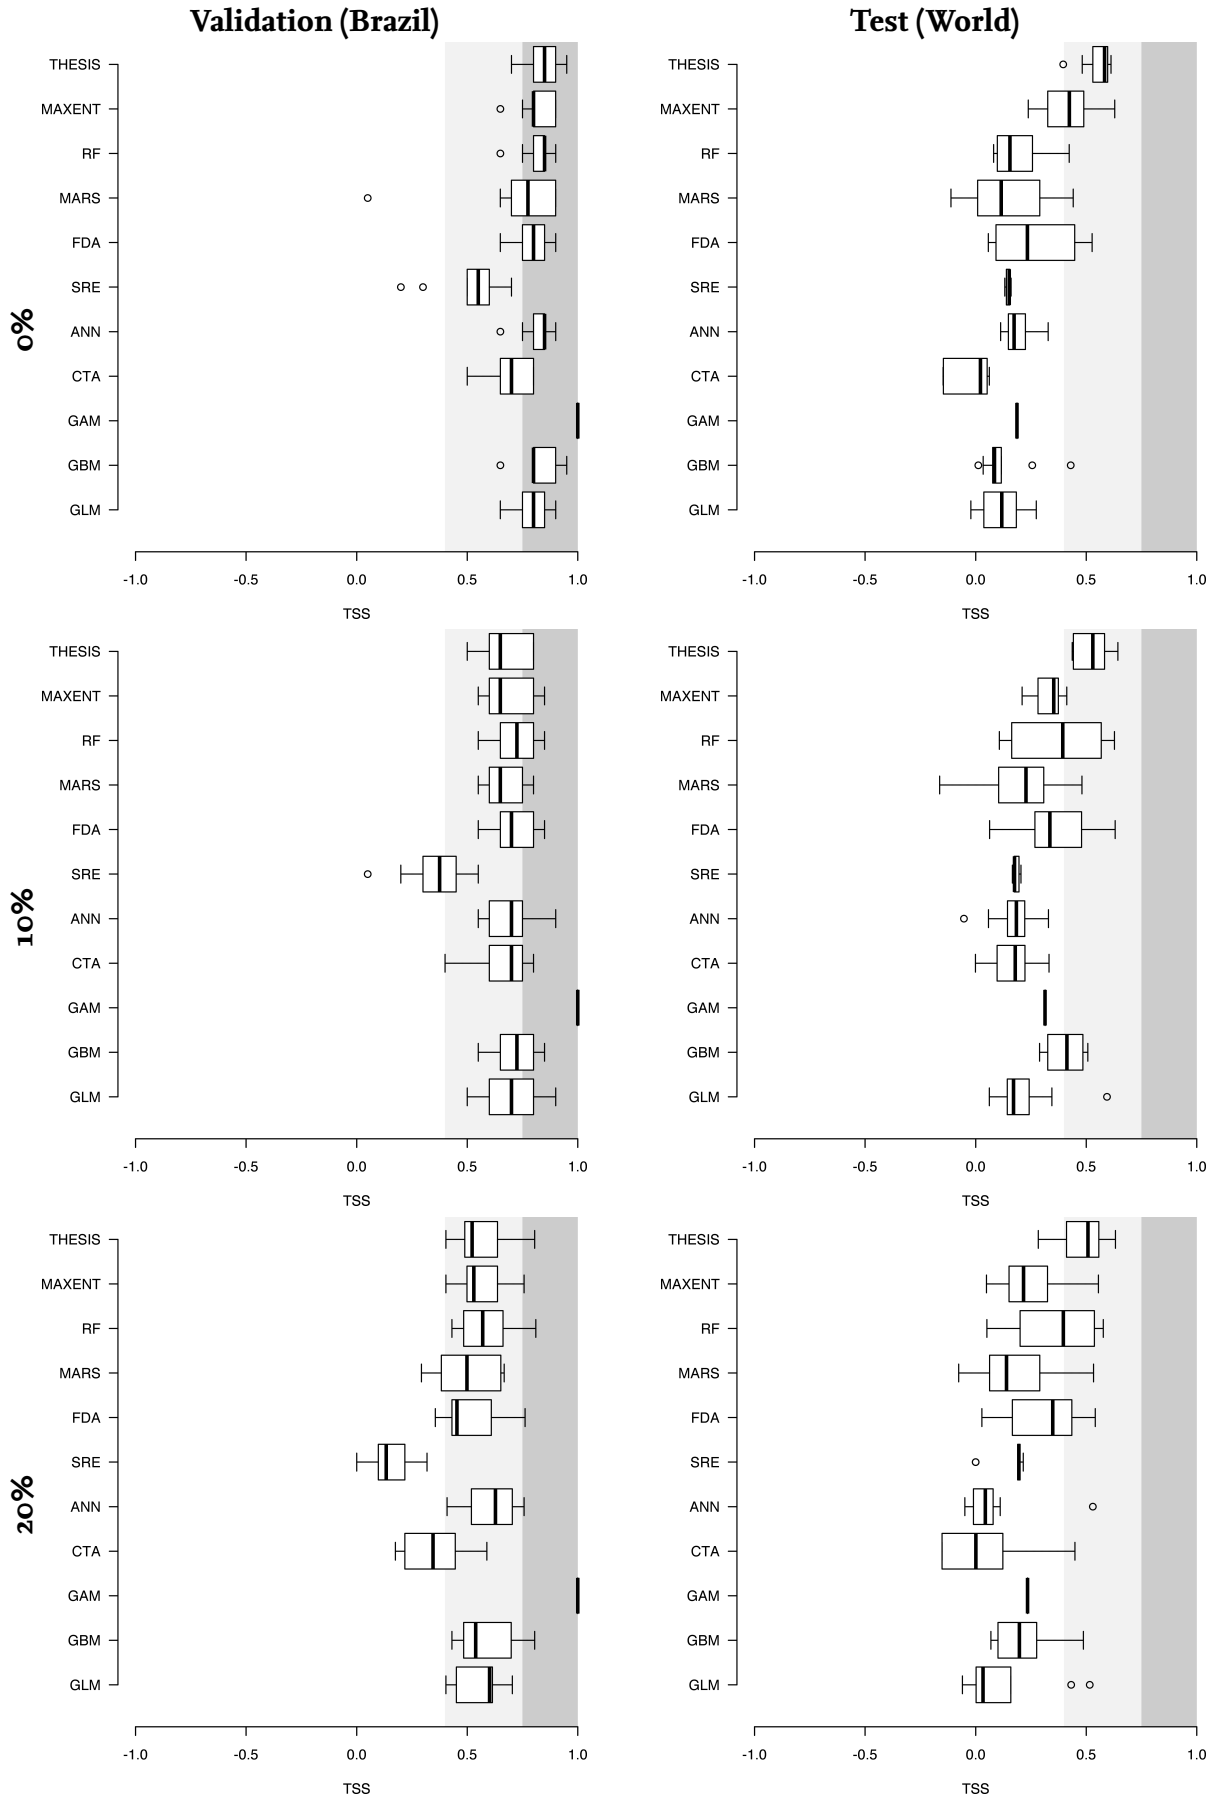 Validation (Brazil)
Test (World)
0%
THESIS
MAXENT
RF
MARS
FDA
SRE
ANN
CTA
GAM
GBM
GLM
-1.0 -0.5 0.0 0.5 1.0
TSS
THESIS
MAXENT
RF
MARS
FDA
SRE
ANN
CTA
GAM
GBM
GLM
-1.0 -0.5 0.0 0.5 1.0
TSS
10%
THESIS
MAXENT
RF
MARS
FDA
SRE
ANN
CTA
GAM
GBM
GLM
-1.0 -0.5 0.0 0.5 1.0
TSS
THESIS
MAXENT
RF
MARS
FDA
SRE
ANN
CTA
GAM
GBM
GLM
-1.0 -0.5 0.0 0.5 1.0
TSS
20%
THESIS
MAXENT
RF
MARS
FDA
SRE
ANN
CTA
GAM
GBM
GLM
-1.0 -0.5 0.0 0.5 1.0
TSS
THESIS
MAXENT
RF
MARS
FDA
SRE
ANN
CTA
GAM
GBM
GLM
-1.0 -0.5 0.0 0.5 1.0
TSS